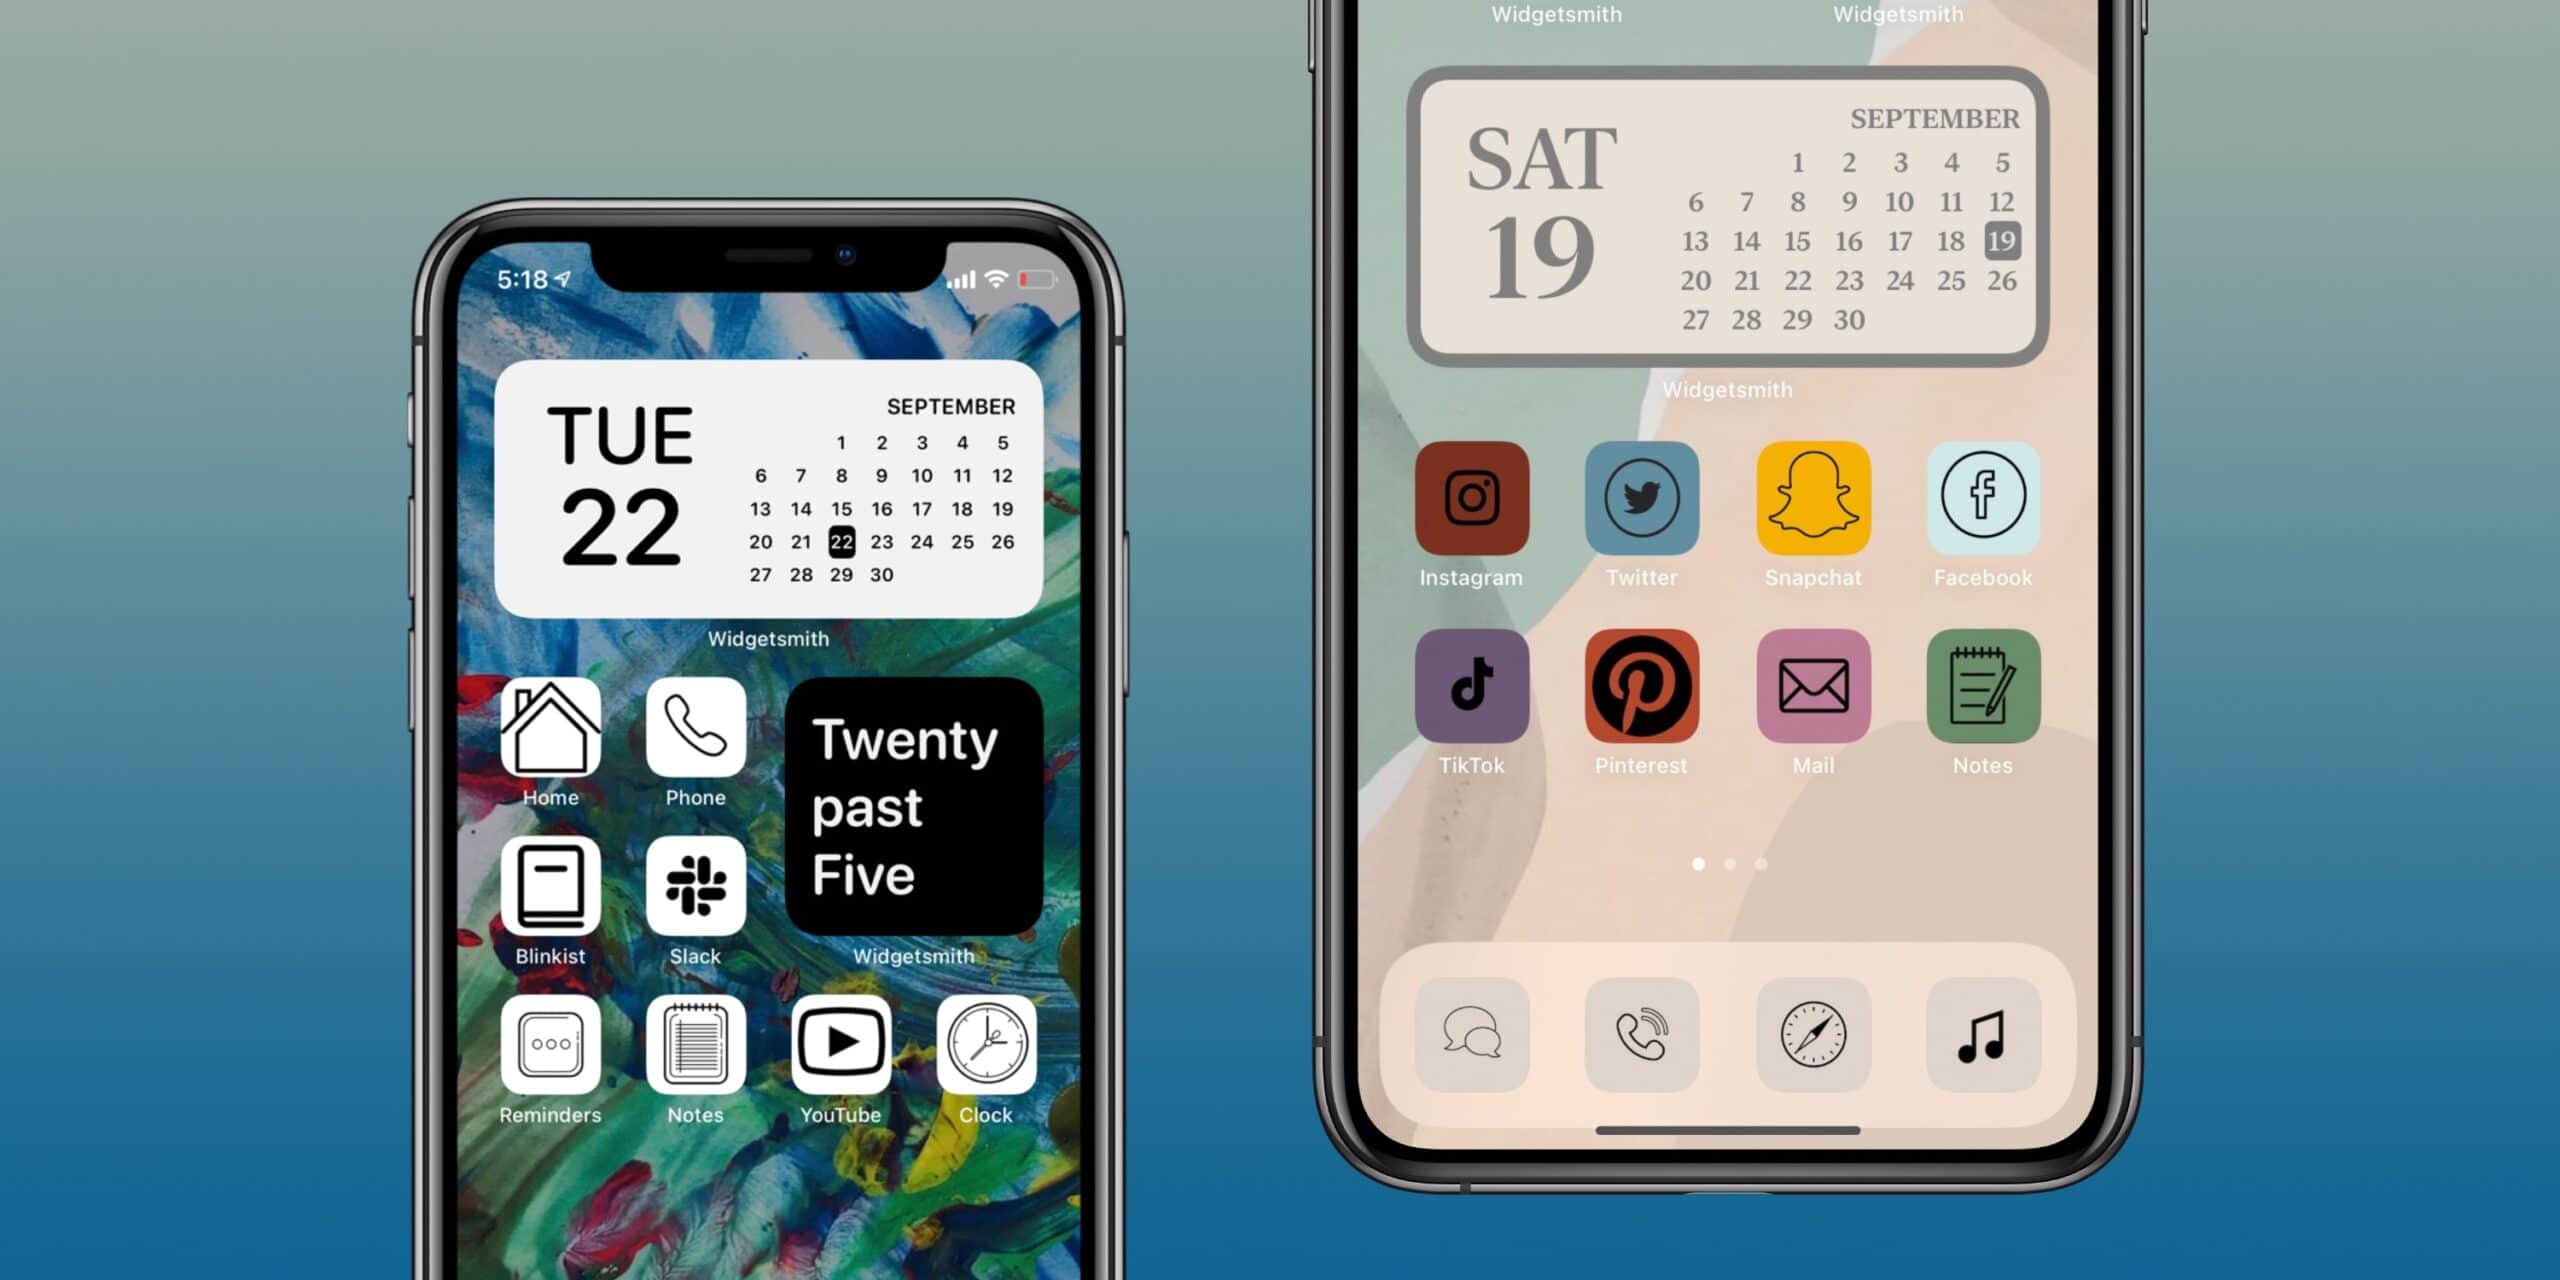 5:18
TUE
22
SEPTEMBER
1 2 3 4 5
6 7 8 9 10 11 12
13 14 15 16 17 18 19
20 21 22 23 24 25 26
27 28 29 30
Widgetsmith
Home Phone
Twenty
past
Five
Blinkist Slack
Widgetsmith
Reminders Notes YouTube Clock
Widgetsmith Widgetsmith
SAT
19
SEPTEMBER
1 2 3 4 5
6 7 8 9 10 11 12
13 14 15 16 17 18 19
20 21 22 23 24 25 26
27 28 29 30
Widgetsmith
Instagram Twitter Snapchat Facebook
TikTok Pinterest Mail Notes